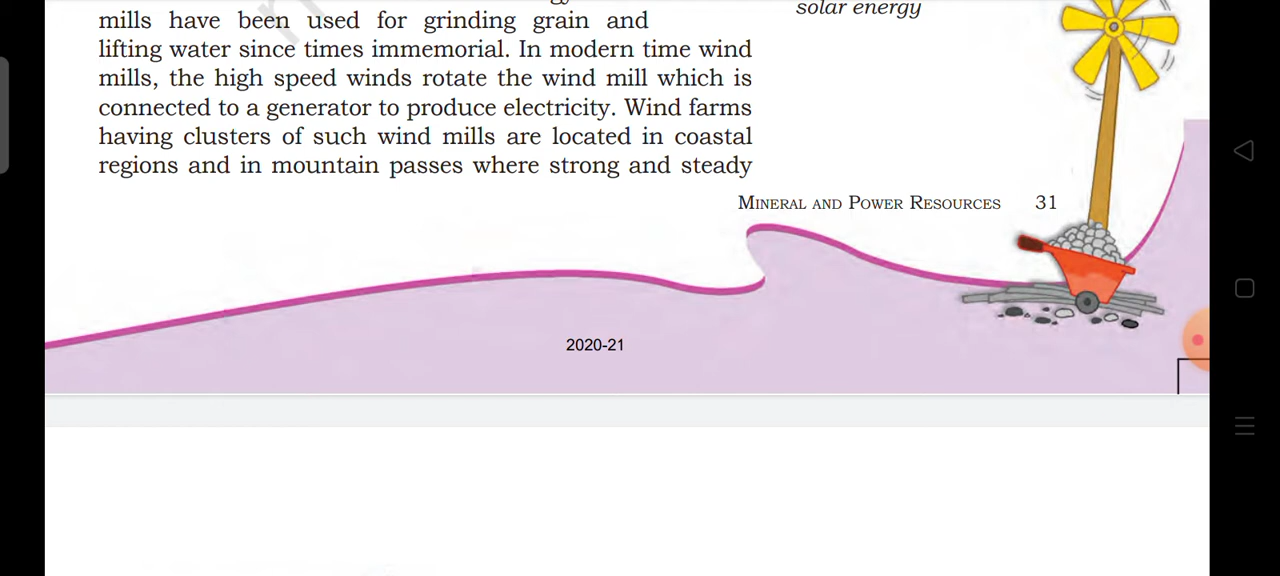 solar energy
mills have been used for grinding grain and
lifting water since times immemorial. In modern time wind
mills, the high speed winds rotate the wind mill which is
connected to a generator to produce electricity. Wind farms
having clusters of such wind mills are located in coastal
regions and in mountain passes where strong and steady
MINERAL AND POWER RESOURCES 31
2020-21